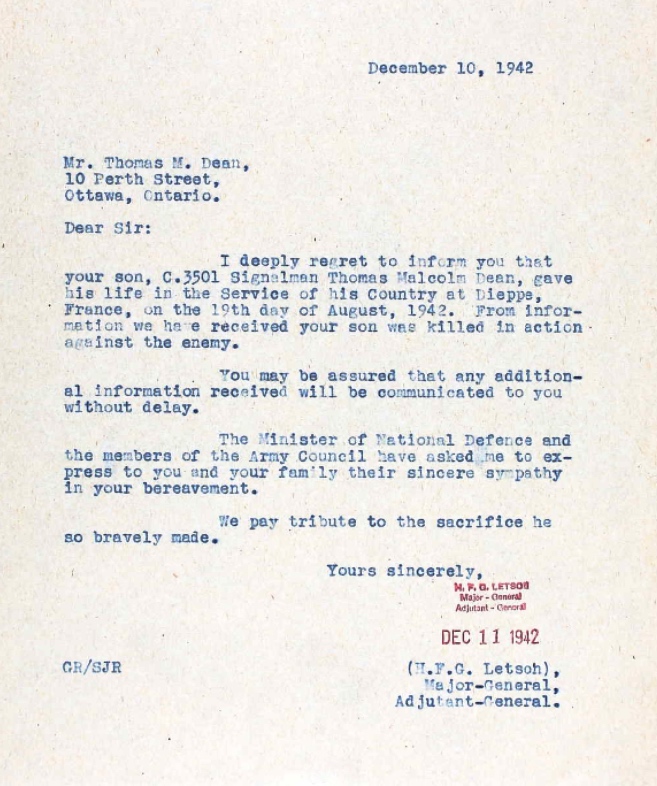 December 10, 1942
Mr. Thomas M. Dean,
10 Perth Street,
Ottawa, Ontario.
Dear Sir:
I deeply regret to inform you that
your son, C.3501 Signalman Thomas Malcolm Dean, gave
his life in the Service of his Country at Dieppe,
France, on the 19th day of August, 1942. From infor-
mation we have received your son was killed in action
against the enemy.
You may be assured that any addition-
al information received will be communicated to you
without delay.
The Minister of National Defence and
the members of the Army Council have asked me to ex-
press to you and your family their sincere sympathy
in your bereavement.
We pay tribute to the sacrifice he
so bravely made.
Yours sincerely,
H. F. G. LETSON
Major - General
Adjutant - General
DEC 11 1942
GR/SJR
(H.F.G. Letson),
Major-General,
Adjutant-General.